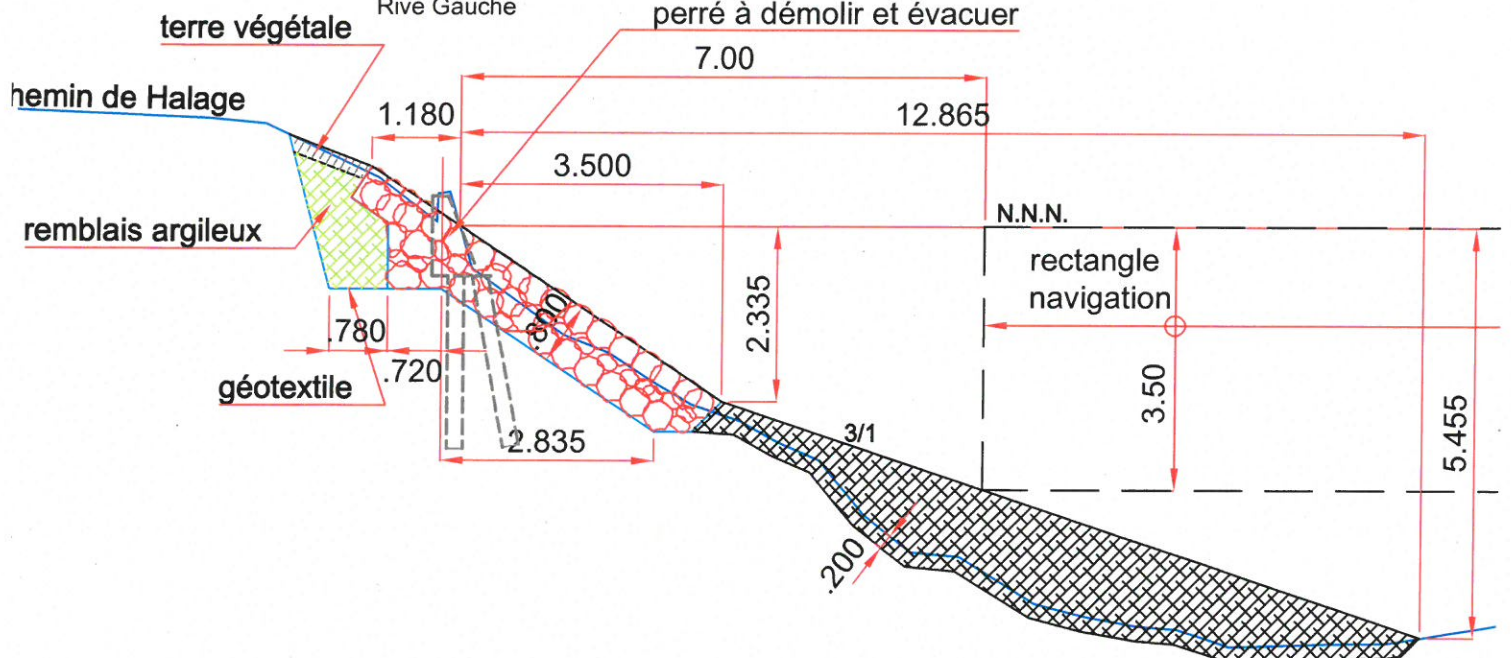 Rive Gauche
terre végétale
perré à démolir et évacuer
7.00
hemin de Halage
1.180
12.865
3.500
N.N.N.
remblais argileux
rectangle
navigation
2.335
.800
3.50
5.455
.780
.720
géotextile
2.835
3/1
.200